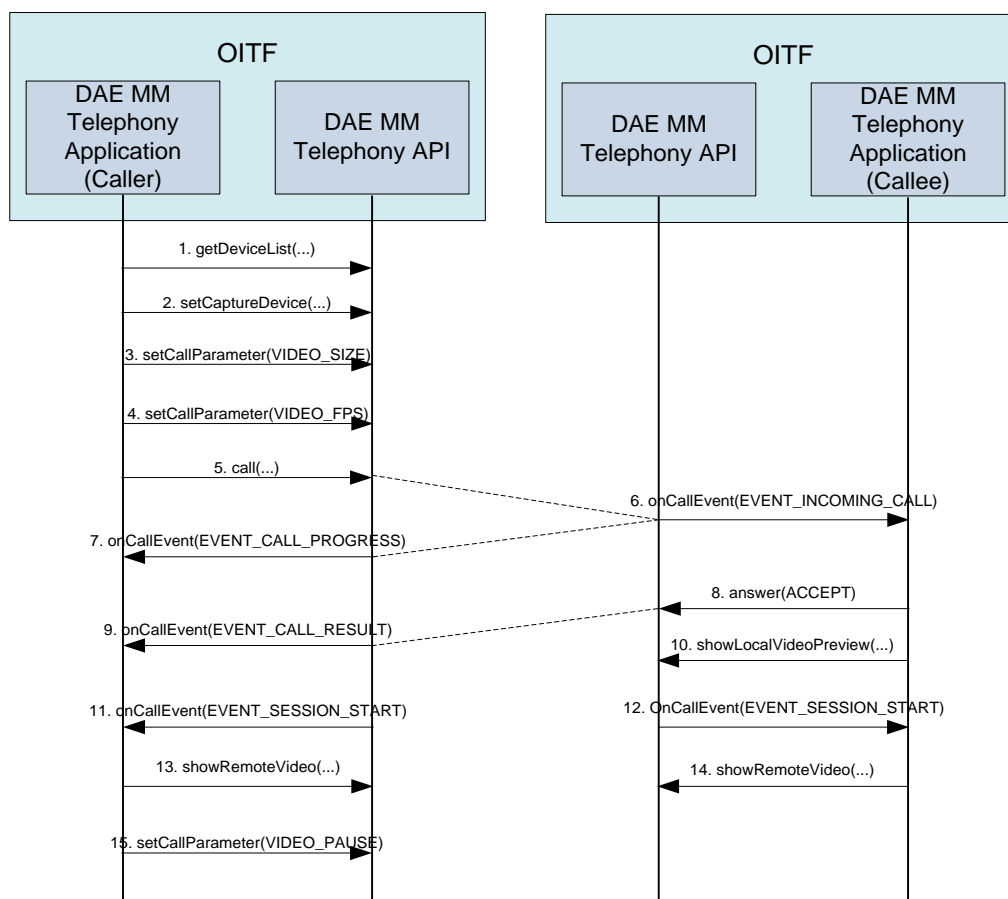 OITF
DAE MM
Telephony
Application
(Caller)
DAE MM
Telephony API
OITF
DAE MM
Telephony API
DAE MM
Telephony
Application
(Callee)
1. getDeviceList(...)
2. setCaptureDevice(...)
3. setCallParameter(VIDEO_SIZE)
4. setCallParameter(VIDEO_FPS)
5. call(...)
6. onCallEvent(EVENT_INCOMING_CALL)
7. onCallEvent(EVENT_CALL_PROGRESS)
8. answer(ACCEPT)
9. onCallEvent(EVENT_CALL_RESULT)
10. showLocalVideoPreview(...)
11. onCallEvent(EVENT_SESSION_START)
12. OnCallEvent(EVENT_SESSION_START)
13. showRemoteVideo(...)
14. showRemoteVideo(...)
15. setCallParameter(VIDEO_PAUSE)